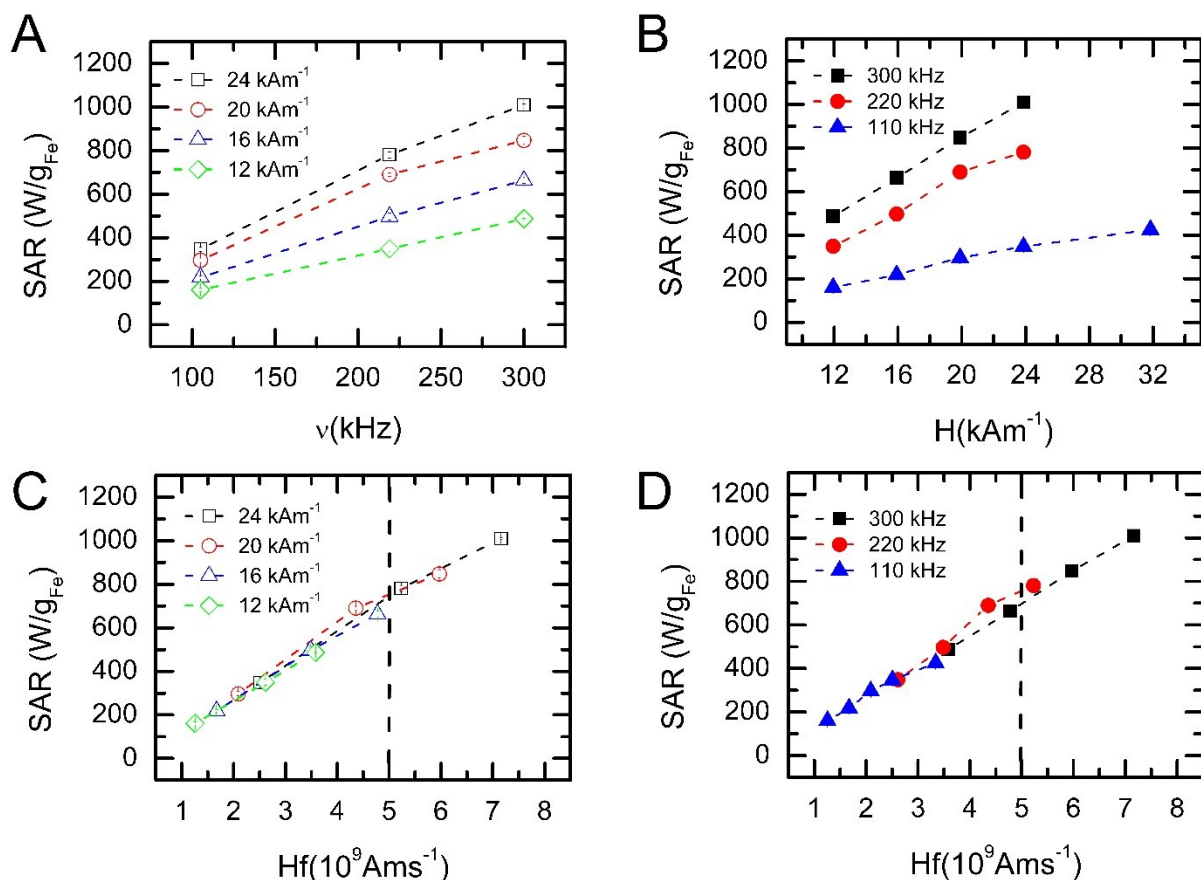 A
SAR (W/g_Fe)
1200
1000
800
600
400
200
0
24 kAm⁻¹
20 kAm⁻¹
16 kAm⁻¹
12 kAm⁻¹
100 150 200 250 300
ν(kHz)
B
SAR (W/g_Fe)
1200
1000
800
600
400
200
0
300 kHz
220 kHz
110 kHz
12 16 20 24 28 32
H(kAm⁻¹)
C
SAR (W/g_Fe)
1200
1000
800
600
400
200
0
24 kAm⁻¹
20 kAm⁻¹
16 kAm⁻¹
12 kAm⁻¹
1 2 3 4 5 6 7 8
Hf(10⁹Ams⁻¹)
D
SAR (W/g_Fe)
1200
1000
800
600
400
200
0
300 kHz
220 kHz
110 kHz
1 2 3 4 5 6 7 8
Hf(10⁹Ams⁻¹)